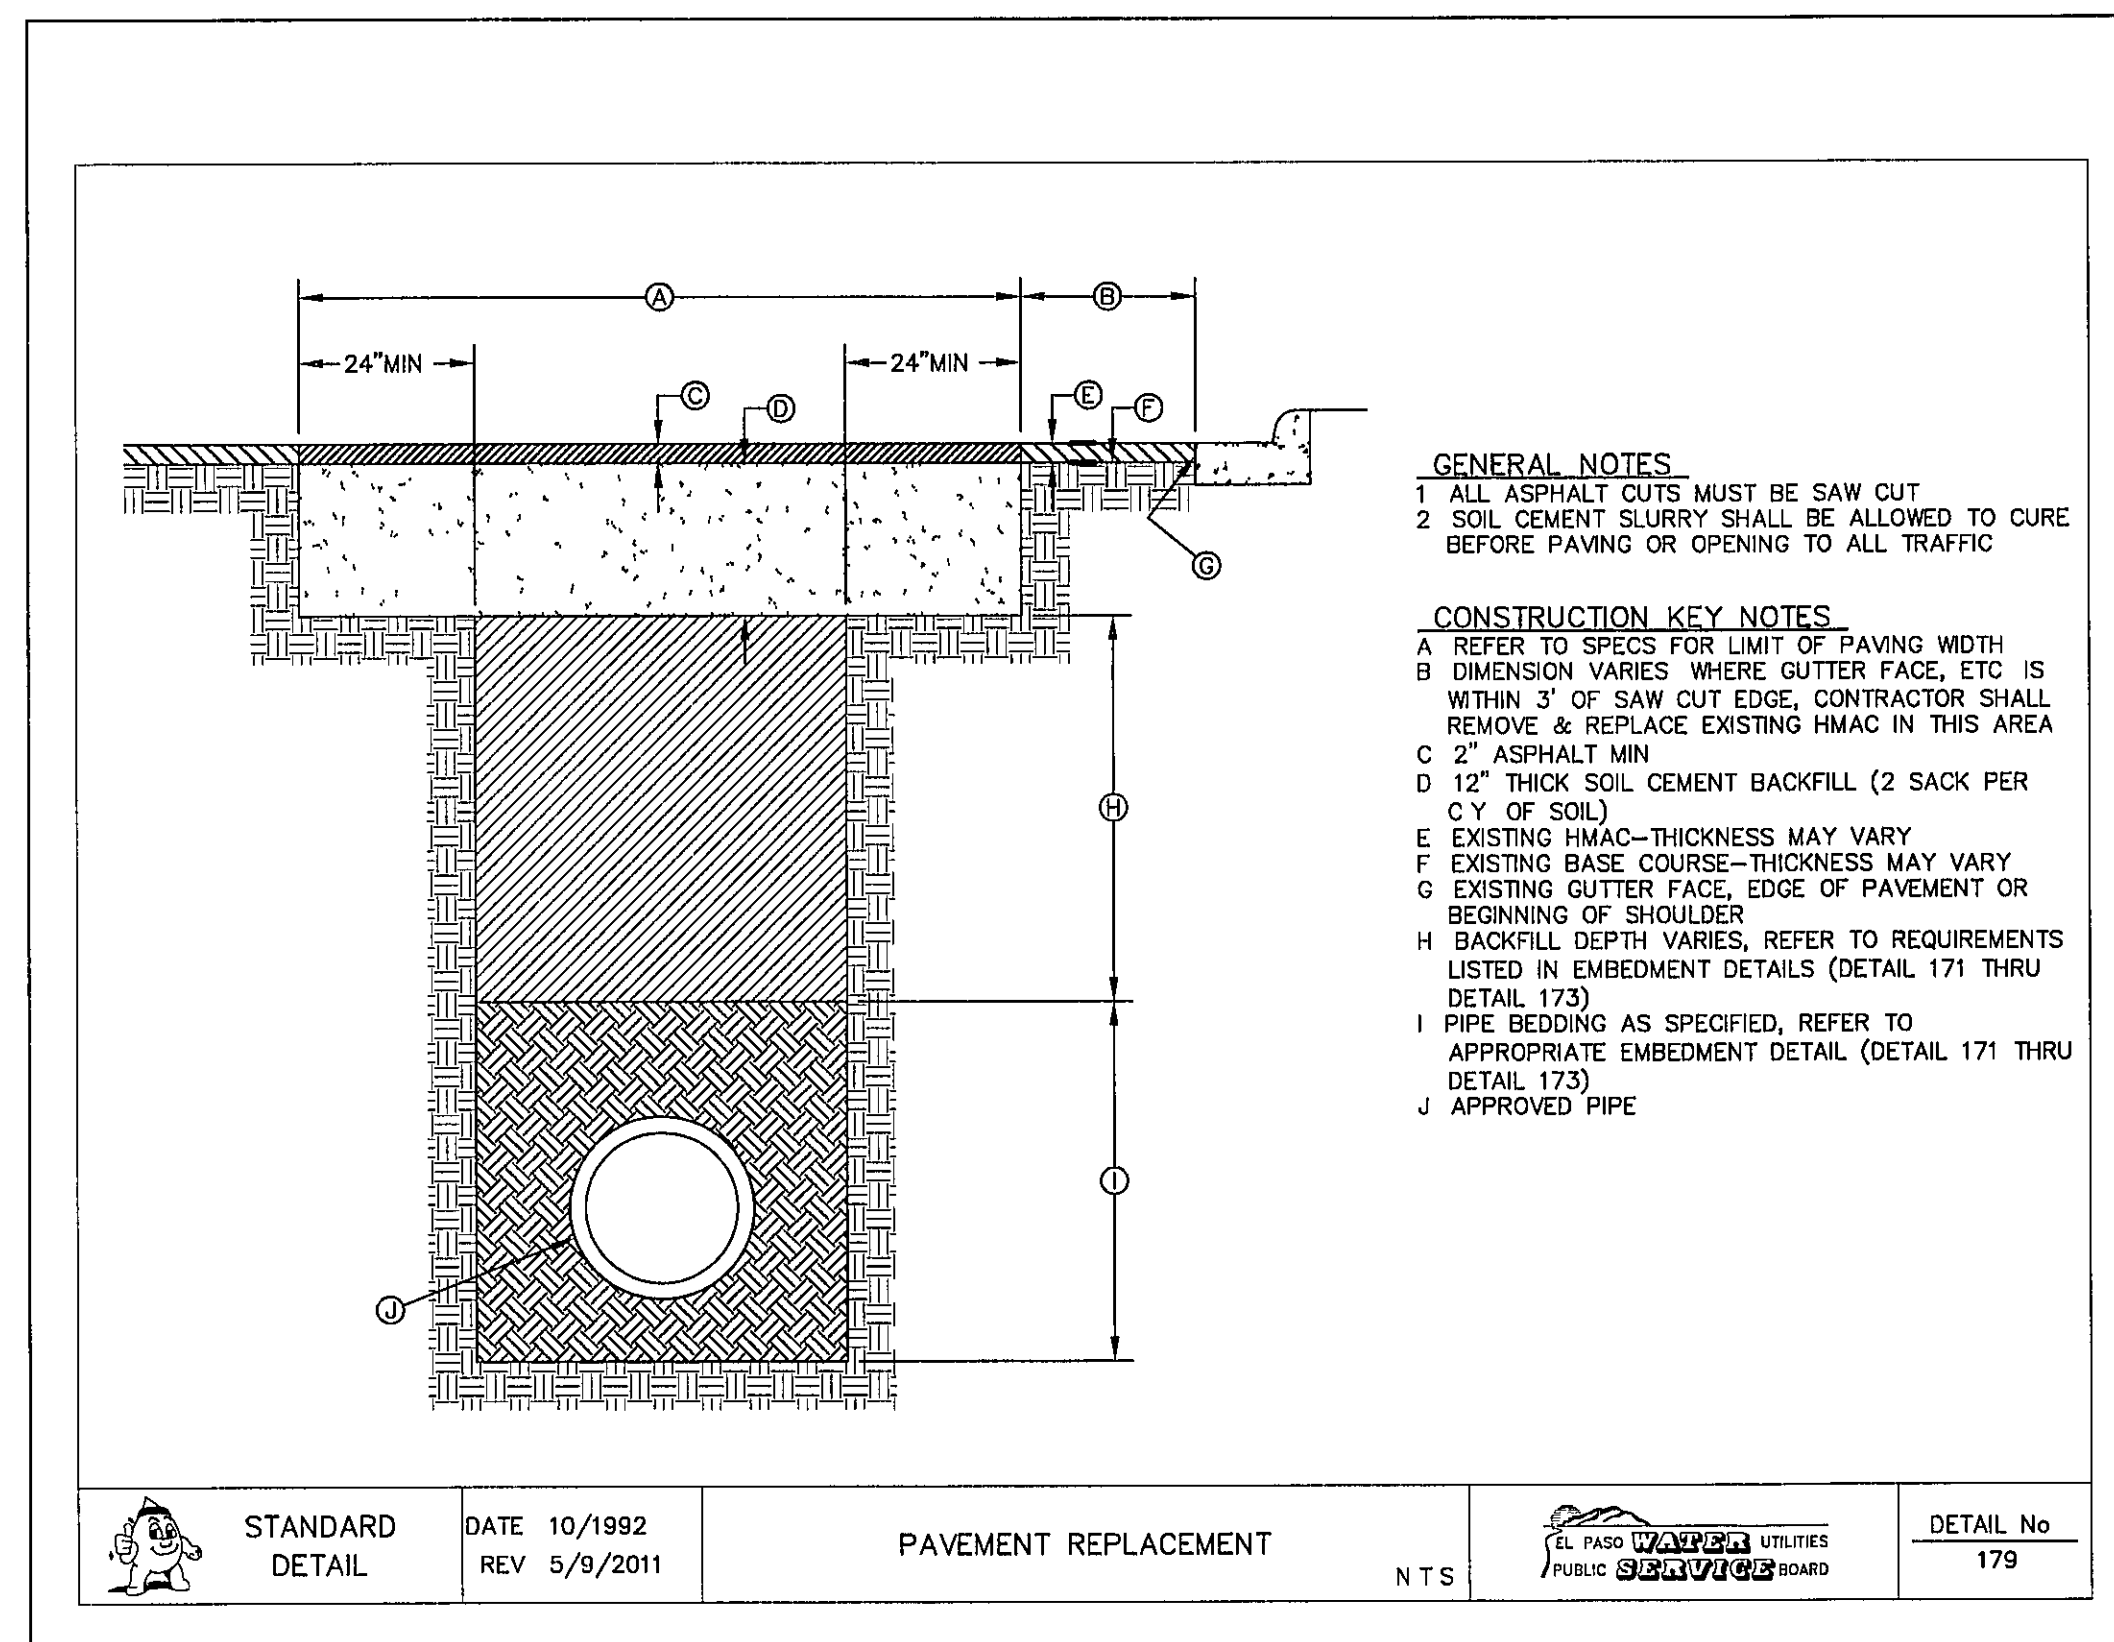 A
B
24"MIN
24"MIN
C
D
E
F
G
H
I
J
GENERAL NOTES
1 ALL ASPHALT CUTS MUST BE SAW CUT
2 SOIL CEMENT SLURRY SHALL BE ALLOWED TO CURE
BEFORE PAVING OR OPENING TO ALL TRAFFIC
CONSTRUCTION KEY NOTES
A REFER TO SPECS FOR LIMIT OF PAVING WIDTH
B DIMENSION VARIES WHERE GUTTER FACE, ETC IS
WITHIN 3' OF SAW CUT EDGE, CONTRACTOR SHALL
REMOVE & REPLACE EXISTING HMAC IN THIS AREA
C 2" ASPHALT MIN
D 12" THICK SOIL CEMENT BACKFILL (2 SACK PER
C Y OF SOIL)
E EXISTING HMAC-THICKNESS MAY VARY
F EXISTING BASE COURSE-THICKNESS MAY VARY
G EXISTING GUTTER FACE, EDGE OF PAVEMENT OR
BEGINNING OF SHOULDER
H BACKFILL DEPTH VARIES, REFER TO REQUIREMENTS
LISTED IN EMBEDMENT DETAILS (DETAIL 171 THRU
DETAIL 173)
I PIPE BEDDING AS SPECIFIED, REFER TO
APPROPRIATE EMBEDMENT DETAIL (DETAIL 171 THRU
DETAIL 173)
J APPROVED PIPE
STANDARD
DETAIL
DATE 10/1992
REV 5/9/2011
PAVEMENT REPLACEMENT
N T S
EL PASO WATER UTILITIES
PUBLIC SERVICE BOARD
DETAIL No
179